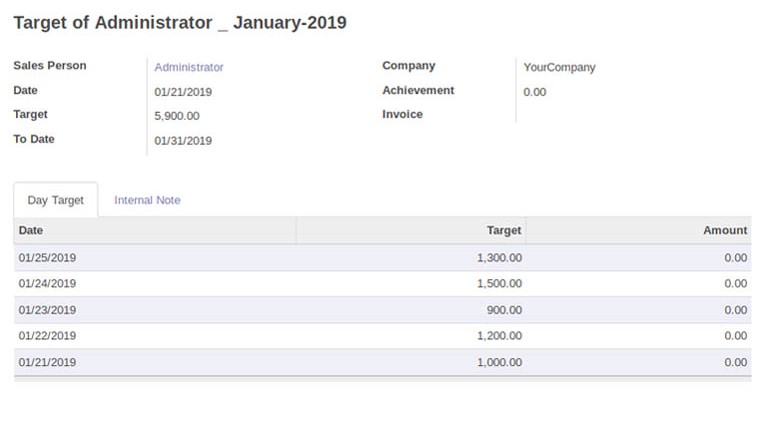 Target of Administrator _ January-2019
Sales Person Administrator Company YourCompany
Date 01/21/2019 Achievement 0.00
Target 5,900.00 Invoice
To Date 01/31/2019
Day Target Internal Note
Date Target Amount
01/25/2019 1,300.00 0.00
01/24/2019 1,500.00 0.00
01/23/2019 900.00 0.00
01/22/2019 1,200.00 0.00
01/21/2019 1,000.00 0.00